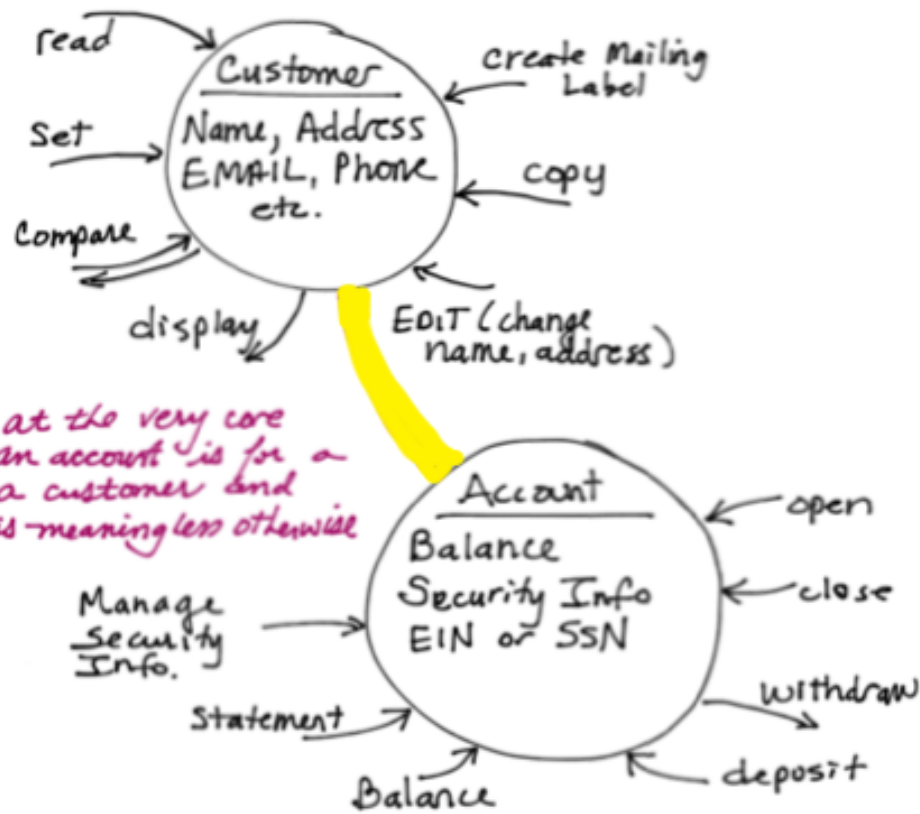 read
Customer
create Mailing
Label
Set
Name, Address
EMAIL, Phone
etc.
copy
Compare
display
EDIT (change
name, address)
at the very core
an account is for a
a customer and
is meaningless otherwise
Account
Balance
Security Info
EIN or SSN
open
close
Manage
Security
Info.
withdraw
Statement
deposit
Balance